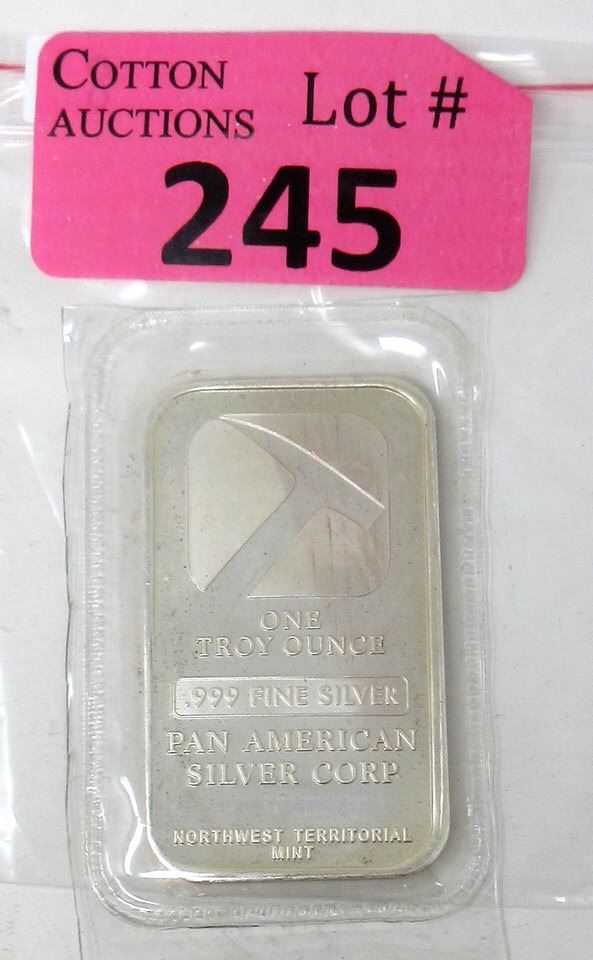 COTTON
AUCTIONS
Lot #
245
ONE
TROY OUNCE
.999 FINE SILVER
PAN AMERICAN
SILVER CORP
NORTHWEST TERRITORIAL
MINT